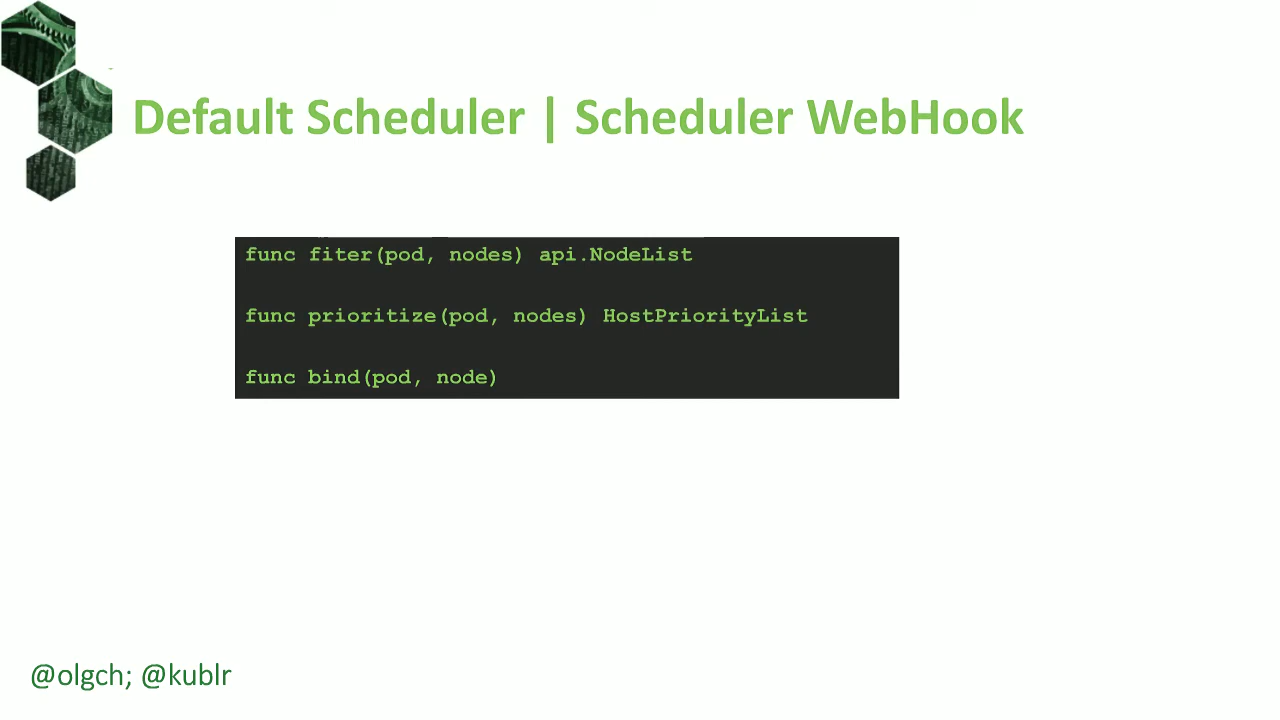 Default Scheduler | Scheduler WebHook
func fiter(pod, nodes) api.NodeList
func prioritize(pod, nodes) HostPriorityList
func bind(pod, node)
@olgch; @kublr